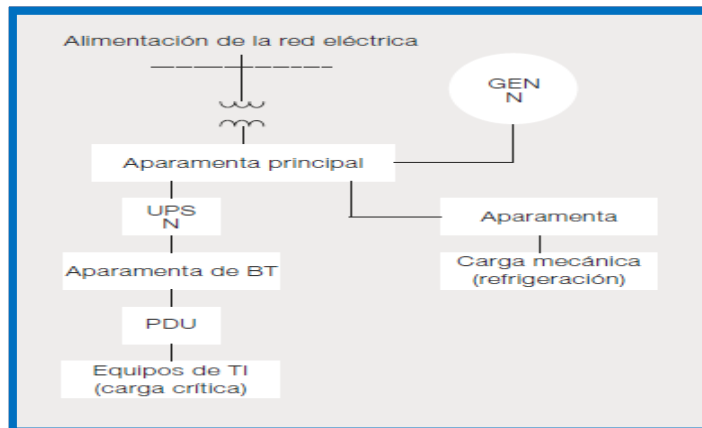 Alimentación de la red eléctrica
GEN
N
Aparamenta principal
UPS
N
Aparamenta
Aparamenta de BT
Carga mecánica
(refrigeración)
PDU
Equipos de TI
(carga crítica)